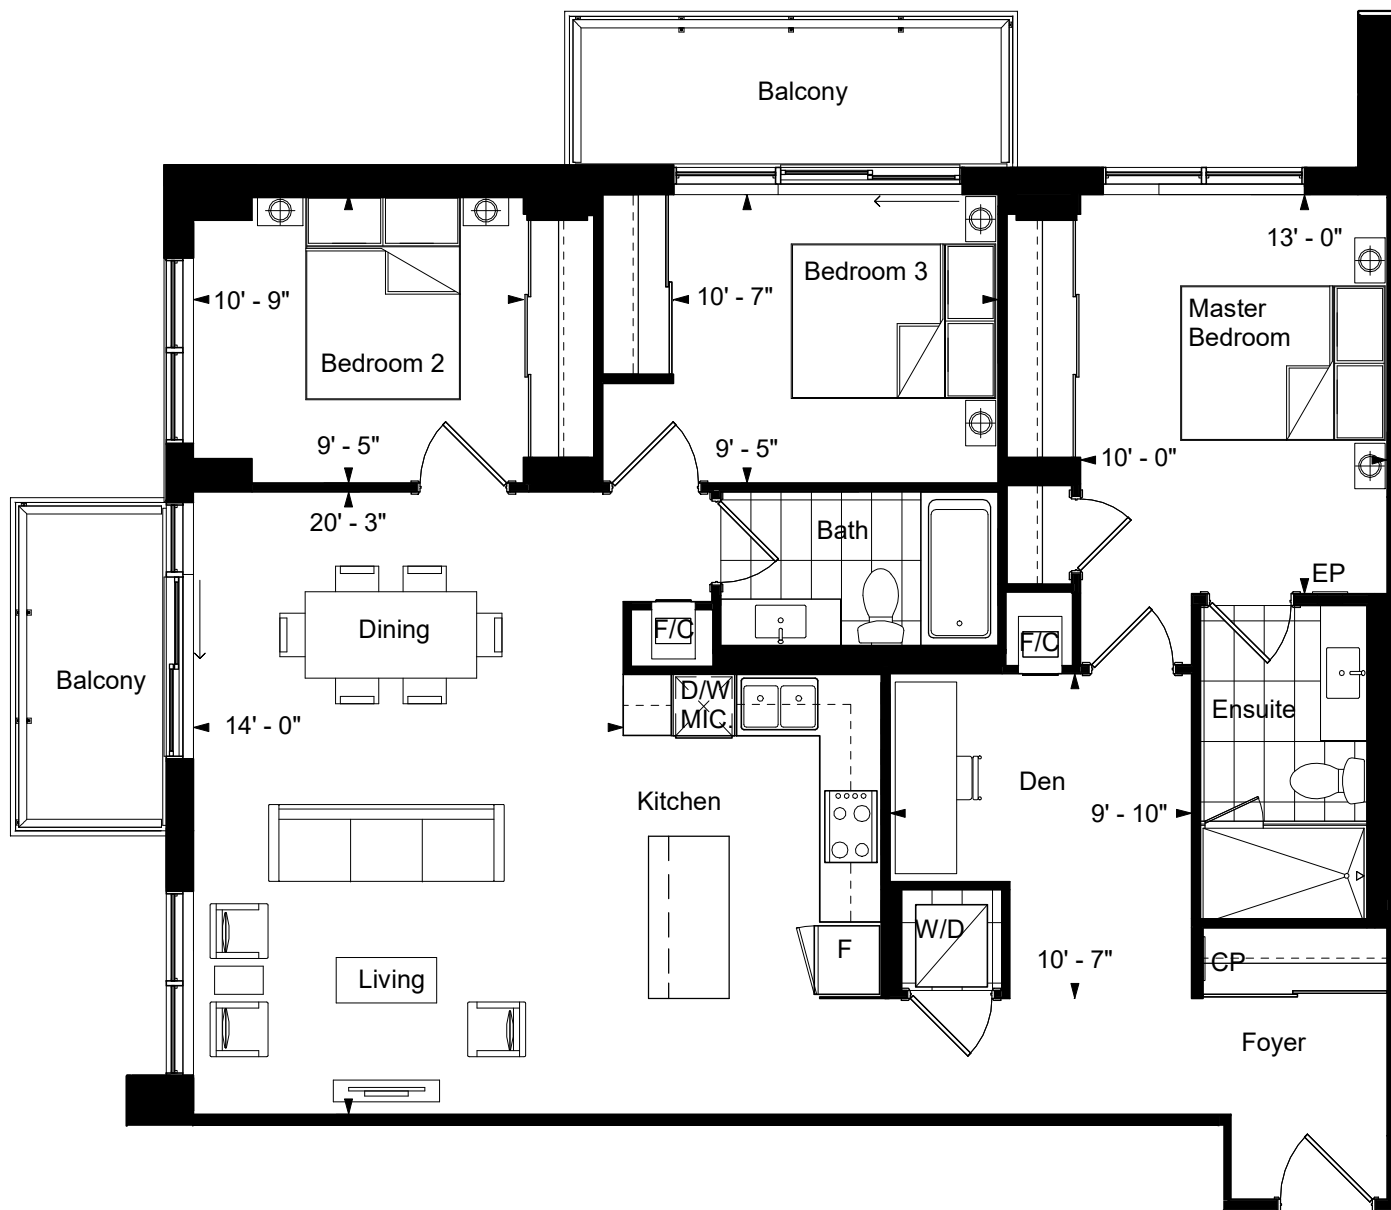 Balcony
13' - 0"
10' - 9"
10' - 7"
Bedroom 3
Master
Bedroom
Bedroom 2
9' - 5"
9' - 5"
10' - 0"
20' - 3"
Bath
EP
Dining
F/C
F/C
Balcony
D/W
MIC.
14' - 0"
Ensuite
Kitchen
Den
9' - 10"
W/D
F
Living
10' - 7"
CP
Foyer